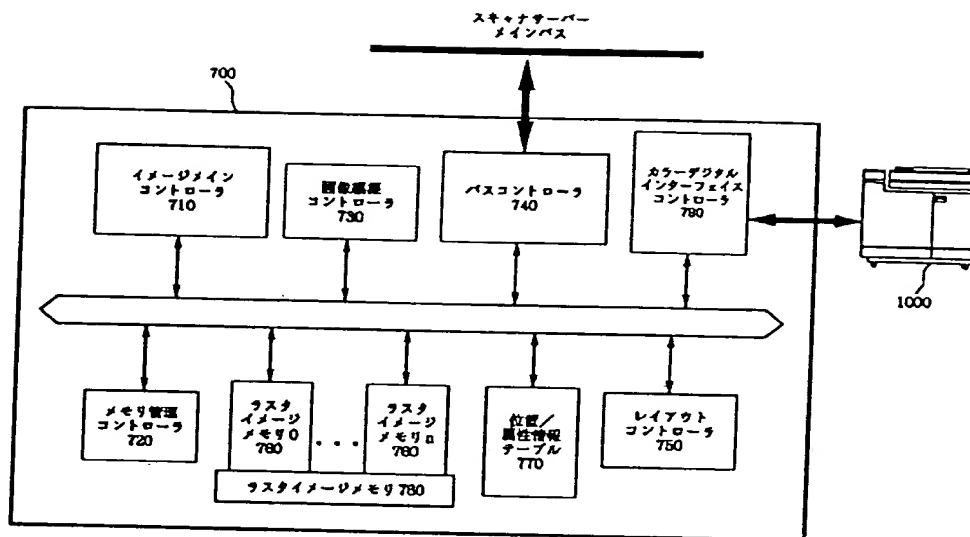 スキャナサーバー
メインバス
700
イメージメイン
コントローラ
710
画像
コントローラ
730
バスコントローラ
740
カラーデジタル
インターフェイス
コントローラ
790
1000
メモリ管理
コントローラ
720
ラスタ
イメージ
メモリ0
780
・・・
ラスタ
イメージ
メモリn
780
ラスタイメージメモリ780
位置/
属性情報
テーブル
770
レイアウト
コントローラ
750